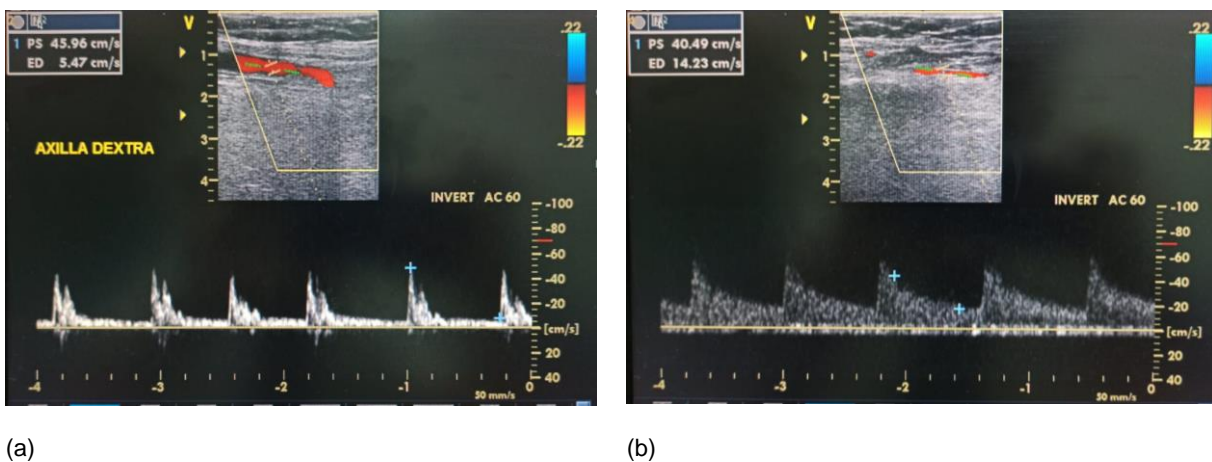 1 PS 45.96 cm/s
ED 5.47 cm/s
V
1
2
3
4
.22
-.22
AXILLA DEXTRA
INVERT AC 60
-100
-80
-60
-40
-20
[cm/s]
20
40
-4
-3
-2
-1
0
50 mm/s
1 PS 40.49 cm/s
ED 14.23 cm/s
V
1
2
3
4
.22
-.22
INVERT AC 60
-100
-80
-60
-40
-20
[cm/s]
20
40
-4
-3
-2
-1
0
50 mm/s
(a)
(b)